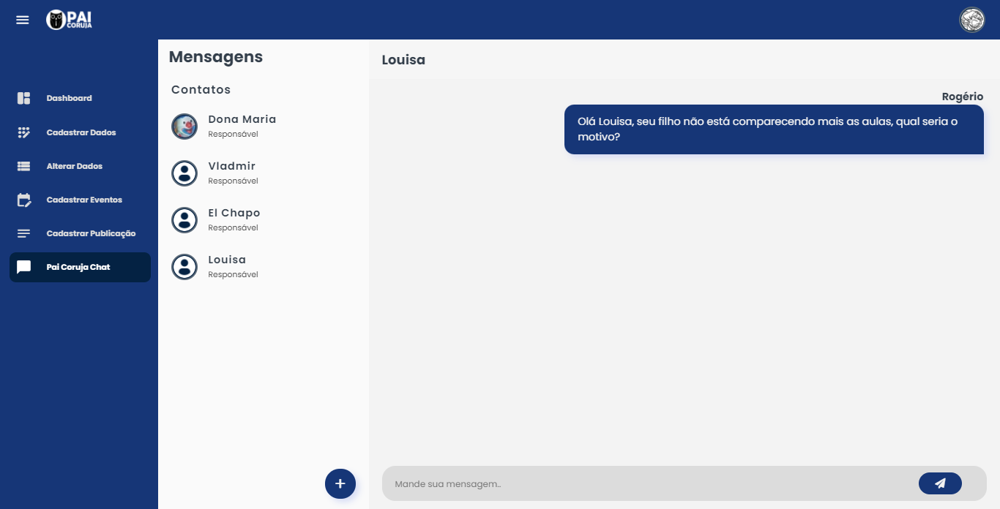 PAI
CORUJA
Dashboard
Cadastrar Dados
Alterar Dados
Cadastrar Eventos
Cadastrar Publicação
Pai Coruja Chat
Mensagens
Contatos
Dona Maria
Responsável
Vladmir
Responsável
El Chapo
Responsável
Louisa
Responsável
Louisa
Rogério
Olá Louisa, seu filho não está comparecendo mais as aulas, qual seria o
motivo?
Mande sua mensagem..